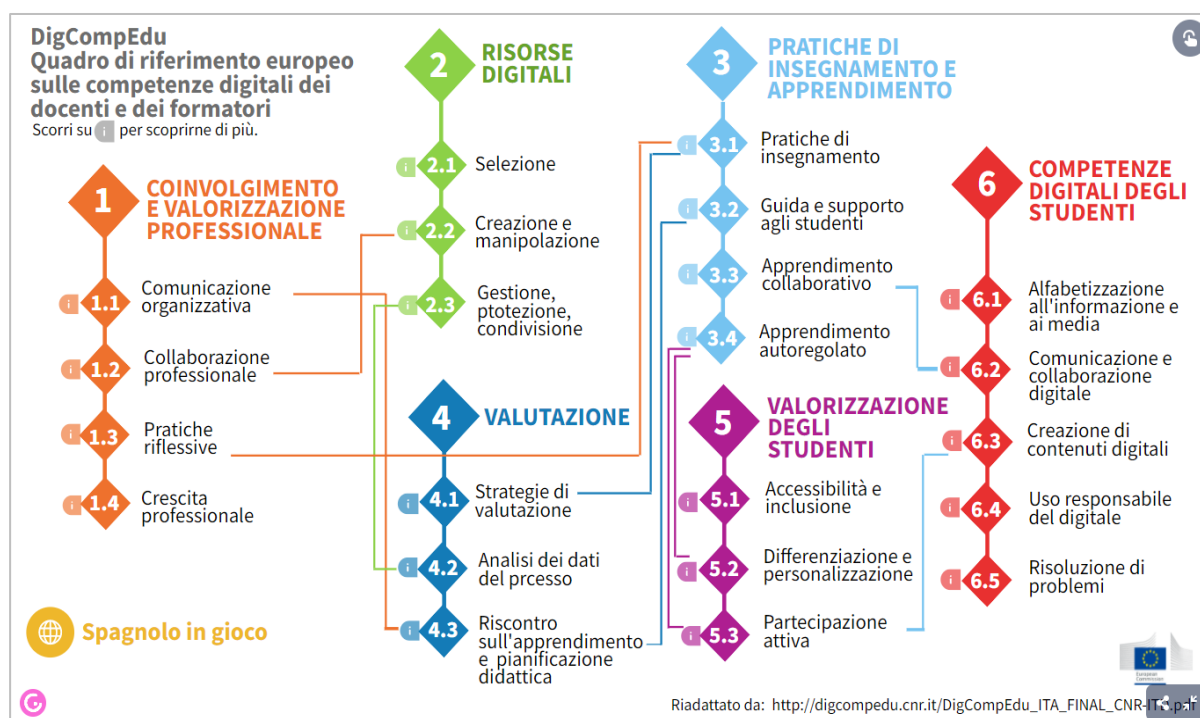 DigCompEdu
Quadro di riferimento europeo
sulle competenze digitali dei
docenti e dei formatori
Scorri su i per scoprirne di più.
1
COINVOLGIMENTO
E VALORIZZAZIONE
PROFESSIONALE
i
1.1
Comunicazione
organizzativa
i
1.2
Collaborazione
professionale
i
1.3
Pratiche
riflessive
i
1.4
Crescita
professionale
2
RISORSE
DIGITALI
i
2.1
Selezione
i
2.2
Creazione e
manipolazione
i
2.3
Gestione,
ptotezione,
condivisione
3
PRATICHE DI
INSEGNAMENTO E
APPRENDIMENTO
i
3.1
Pratiche di
insegnamento
i
3.2
Guida e supporto
agli studenti
i
3.3
Apprendimento
collaborativo
i
3.4
Apprendimento
autoregolato
4
VALUTAZIONE
i
4.1
Strategie di
valutazione
i
4.2
Analisi dei dati
del prcesso
i
4.3
Riscontro
sull'apprendimento
e pianificazione
didattica
5
VALORIZZAZIONE
DEGLI
STUDENTI
i
5.1
Accessibilità e
inclusione
i
5.2
Differenziazione e
personalizzazione
i
5.3
Partecipazione
attiva
6
COMPETENZE
DIGITALI DEGLI
STUDENTI
i
6.1
Alfabetizzazione
all'informazione e
ai media
i
6.2
Comunicazione e
collaborazione
digitale
i
6.3
Creazione di
contenuti digitali
i
6.4
Uso responsabile
del digitale
i
6.5
Risoluzione di
problemi
Spagnolo in gioco
European
Commission
Riadattato da: http://digcompedu.cnr.it/DigCompEdu_ITA_FINAL_CNR-IT